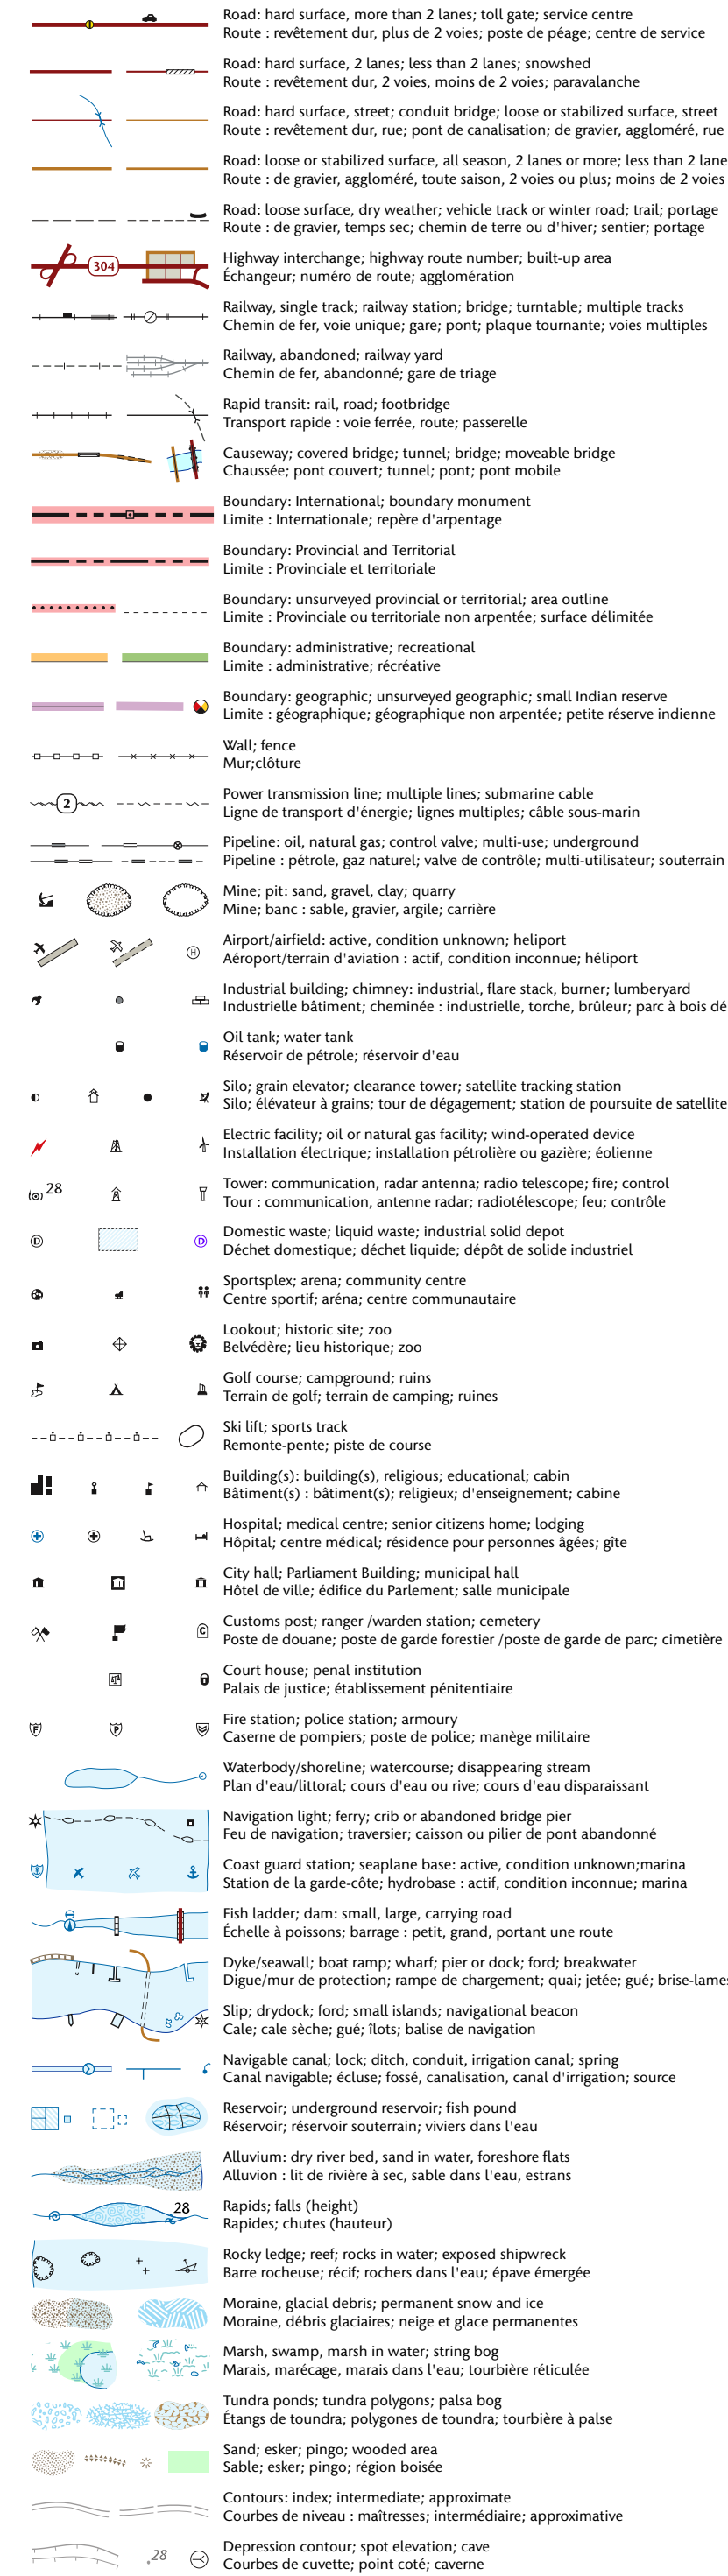 Road: hard surface, more than 2 lanes; toll gate; service centre
Route : revêtement dur, plus de 2 voies; poste de péage; centre de service
Road: hard surface, 2 lanes; less than 2 lanes; snowshed
Route : revêtement dur, 2 voies, moins de 2 voies; paravalanche
Road: hard surface, street; conduit bridge; loose or stabilized surface, street
Route : revêtement dur, rue; pont de canalisation; de gravier, aggloméré, rue
Road: loose or stabilized surface, all season, 2 lanes or more; less than 2 lane
Route : de gravier, aggloméré, toute saison, 2 voies ou plus; moins de 2 voies
Road: loose surface, dry weather; vehicle track or winter road; trail; portage
Route : de gravier, temps sec; chemin de terre ou d'hiver; sentier; portage
304
Highway interchange; highway route number; built-up area
Échangeur; numéro de route; agglomération
Railway, single track; railway station; bridge; turntable; multiple tracks
Chemin de fer, voie unique; gare; pont; plaque tournante; voies multiples
Railway, abandoned; railway yard
Chemin de fer, abandonné; gare de triage
Rapid transit: rail, road; footbridge
Transport rapide : voie ferrée, route; passerelle
Causeway; covered bridge; tunnel; bridge; moveable bridge
Chaussée; pont couvert; tunnel; pont; pont mobile
Boundary: International; boundary monument
Limite : Internationale; repère d'arpentage
Boundary: Provincial and Territorial
Limite : Provinciale et territoriale
Boundary: unsurveyed provincial or territorial; area outline
Limite : Provinciale ou territoriale non arpentée; surface délimitée
Boundary: administrative; recreational
Limite : administrative; récréative
Boundary: geographic; unsurveyed geographic; small Indian reserve
Limite : géographique; géographique non arpentée; petite réserve indienne
Wall; fence
Mur;clôture
2
Power transmission line; multiple lines; submarine cable
Ligne de transport d'énergie; lignes multiples; câble sous-marin
Pipeline: oil, natural gas; control valve; multi-use; underground
Pipeline : pétrole, gaz naturel; valve de contrôle; multi-utilisateur; souterrain
Mine; pit: sand, gravel, clay; quarry
Mine; banc : sable, gravier, argile; carrière
H
Airport/airfield: active, condition unknown; heliport
Aéroport/terrain d'aviation : actif, condition inconnue; héliport
Industrial building; chimney: industrial, flare stack, burner; lumberyard
Industrielle bâtiment; cheminée : industrielle, torche, brûleur; parc à bois dé
Oil tank; water tank
Réservoir de pétrole; réservoir d'eau
Silo; grain elevator; clearance tower; satellite tracking station
Silo; élévateur à grains; tour de dégagement; station de poursuite de satellite
Electric facility; oil or natural gas facility; wind-operated device
Installation électrique; installation pétrolière ou gazière; éolienne
28
Tower: communication, radar antenna; radio telescope; fire; control
Tour : communication, antenne radar; radiotélescope; feu; contrôle
D D
Domestic waste; liquid waste; industrial solid depot
Déchet domestique; déchet liquide; dépôt de solide industriel
Sportsplex; arena; community centre
Centre sportif; aréna; centre communautaire
Lookout; historic site; zoo
Belvédère; lieu historique; zoo
Golf course; campground; ruins
Terrain de golf; terrain de camping; ruines
Ski lift; sports track
Remonte-pente; piste de course
Building(s): building(s), religious; educational; cabin
Bâtiment(s) : bâtiment(s); religieux; d'enseignement; cabine
Hospital; medical centre; senior citizens home; lodging
Hôpital; centre médical; résidence pour personnes âgées; gîte
City hall; Parliament Building; municipal hall
Hôtel de ville; édifice du Parlement; salle municipale
C
Customs post; ranger /warden station; cemetery
Poste de douane; poste de garde forestier /poste de garde de parc; cimetière
Court house; penal institution
Palais de justice; établissement pénitentiaire
F P
Fire station; police station; armoury
Caserne de pompiers; poste de police; manège militaire
Waterbody/shoreline; watercourse; disappearing stream
Plan d'eau/littoral; cours d'eau ou rive; cours d'eau disparaissant
Navigation light; ferry; crib or abandoned bridge pier
Feu de navigation; traversier; caisson ou pilier de pont abandonné
Coast guard station; seaplane base: active, condition unknown;marina
Station de la garde-côte; hydrobase : actif, condition inconnue; marina
Fish ladder; dam: small, large, carrying road
Échelle à poissons; barrage : petit, grand, portant une route
Dyke/seawall; boat ramp; wharf; pier or dock; ford; breakwater
Digue/mur de protection; rampe de chargement; quai; jetée; gué; brise-lames
Slip; drydock; ford; small islands; navigational beacon
Cale; cale sèche; gué; îlots; balise de navigation
Navigable canal; lock; ditch, conduit, irrigation canal; spring
Canal navigable; écluse; fossé, canalisation, canal d'irrigation; source
Reservoir; underground reservoir; fish pound
Réservoir; réservoir souterrain; viviers dans l'eau
Alluvium: dry river bed, sand in water, foreshore flats
Alluvion : lit de rivière à sec, sable dans l'eau, estrans
28
Rapids; falls (height)
Rapides; chutes (hauteur)
Rocky ledge; reef; rocks in water; exposed shipwreck
Barre rocheuse; récif; rochers dans l'eau; épave émergée
Moraine, glacial debris; permanent snow and ice
Moraine, débris glaciaires; neige et glace permanentes
Marsh, swamp, marsh in water; string bog
Marais, marécage, marais dans l'eau; tourbière réticulée
Tundra ponds; tundra polygons; palsa bog
Étangs de toundra; polygones de toundra; tourbière à palse
Sand; esker; pingo; wooded area
Sable; esker; pingo; région boisée
Contours: index; intermediate; approximate
Courbes de niveau : maîtresses; intermédiaire; approximative
.28
Depression contour; spot elevation; cave
Courbes de cuvette; point coté; caverne